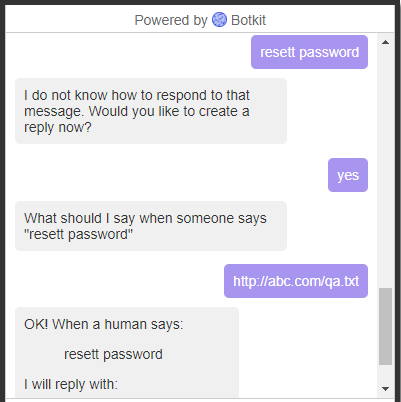 Powered by Botkit
resett password
I do not know how to respond to that
message. Would you like to create a
reply now?
yes
What should I say when someone says
"resett password"
http://abc.com/qa.txt
OK! When a human says:
resett password
I will reply with: